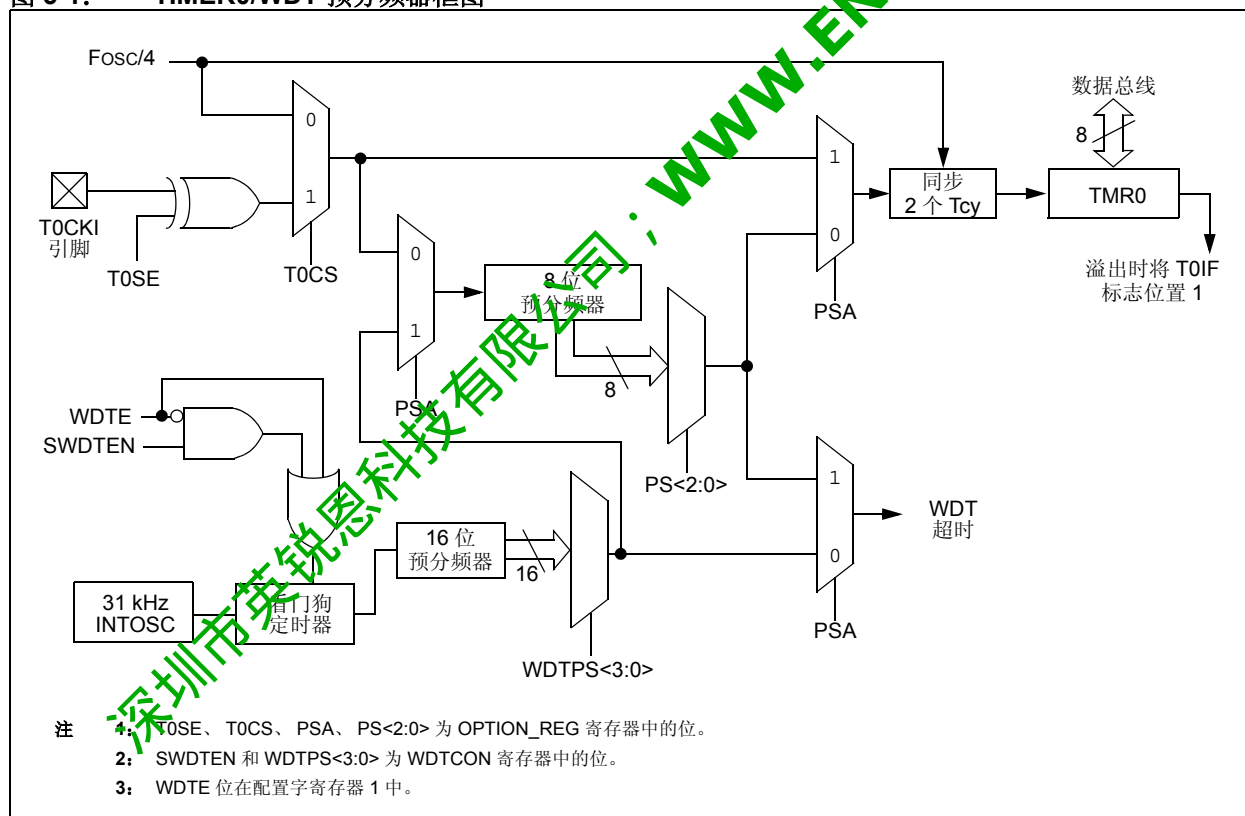 图 5-1： TIMER0/WDT 预分频器框图
FOSC/4
数据总线
8
0
1
1
0
同步
2 个 Tcy
TMR0
T0CKI
引脚
T0SE
T0CS
0
1
8 位
预分频器
溢出时将 T0IF
标志位置 1
PSA
8
PSA
WDTE
SWDTEN
PS<2:0>
1
0
WDT
超时
16 位
预分频器
16
31 kHz
INTOSC
看门狗
定时器
PSA
WDTPS<3:0>
注 1： T0SE、 T0CS、 PSA、 PS<2:0> 为 OPTION_REG 寄存器中的位。
2： SWDTEN 和 WDTPS<3:0> 为 WDTCON 寄存器中的位。
3： WDTE 位在配置字寄存器 1 中。
深圳市英锐恩科技有限公司；WWW.EN